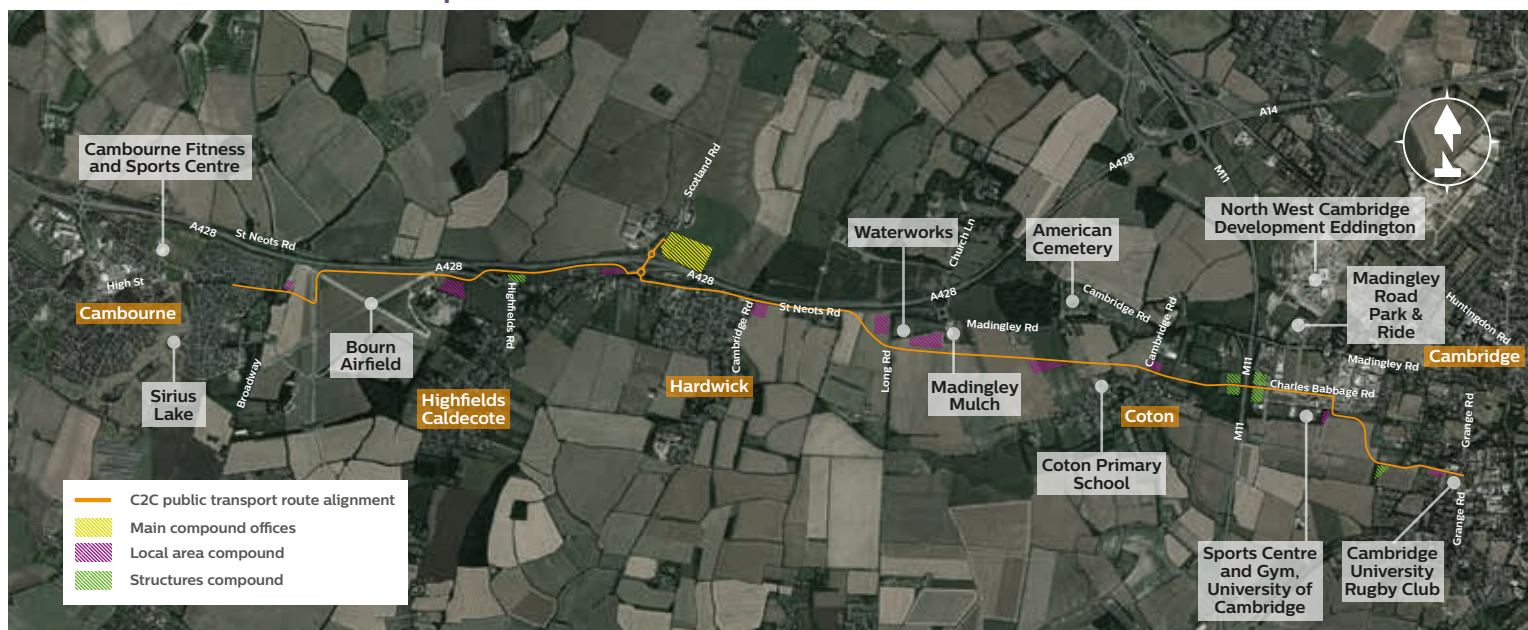 Cambourne Fitness
and Sports Centre
A428
St Neots Rd
High St
Cambourne
Sirius
Lake
Broadway
Bourn
Airfield
A428
Highfields Rd
Highfields
Caldecote
Scotland Rd
A428
Hardwick
Cambridge Rd
St Neots Rd
Waterworks
Church Ln
A428
Long Rd
Madingley Rd
Madingley
Mulch
American
Cemetery
Cambridge Rd
Cambridge Rd
A428
A14
M11
Coton Primary
School
Coton
North West Cambridge
Development Eddington
Madingley
Road
Park &
Ride
Huntingdon Rd
Madingley Rd
Cambridge
M11
Charles Babbage Rd
M11
Grange Rd
Grange Rd
Sports Centre
and Gym,
University of
Cambridge
Cambridge
University
Rugby Club
C2C public transport route alignment
Main compound offices
Local area compound
Structures compound